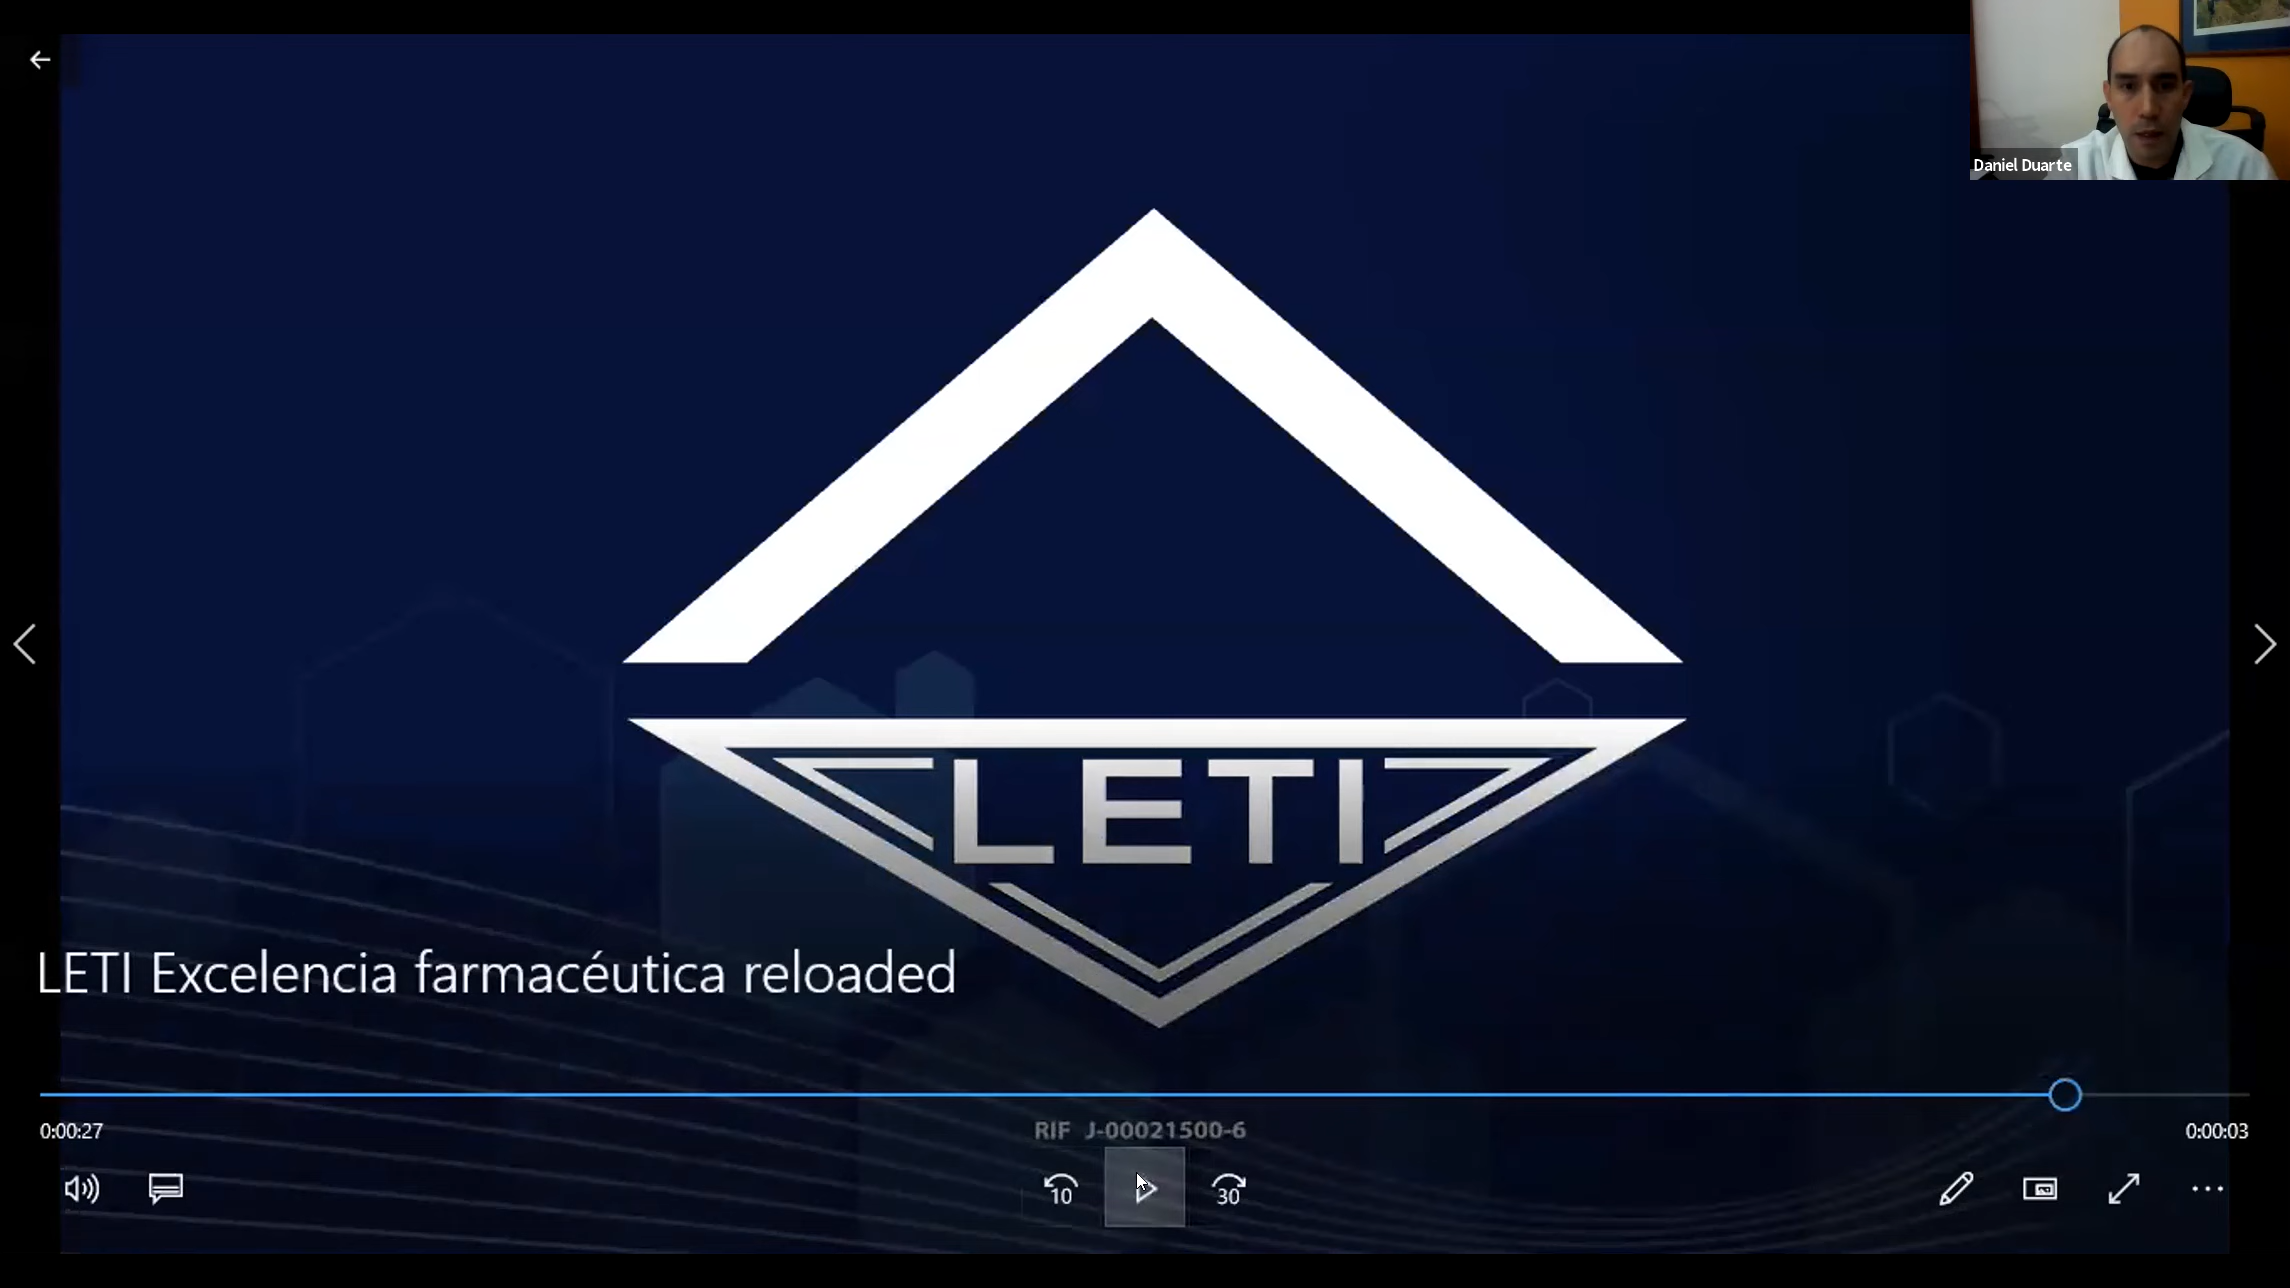 Daniel Duarte
LETI
LETI Excelencia farmacéutica reloaded
0:00:27
RIF J-00021500-6
0:00:03
10
30